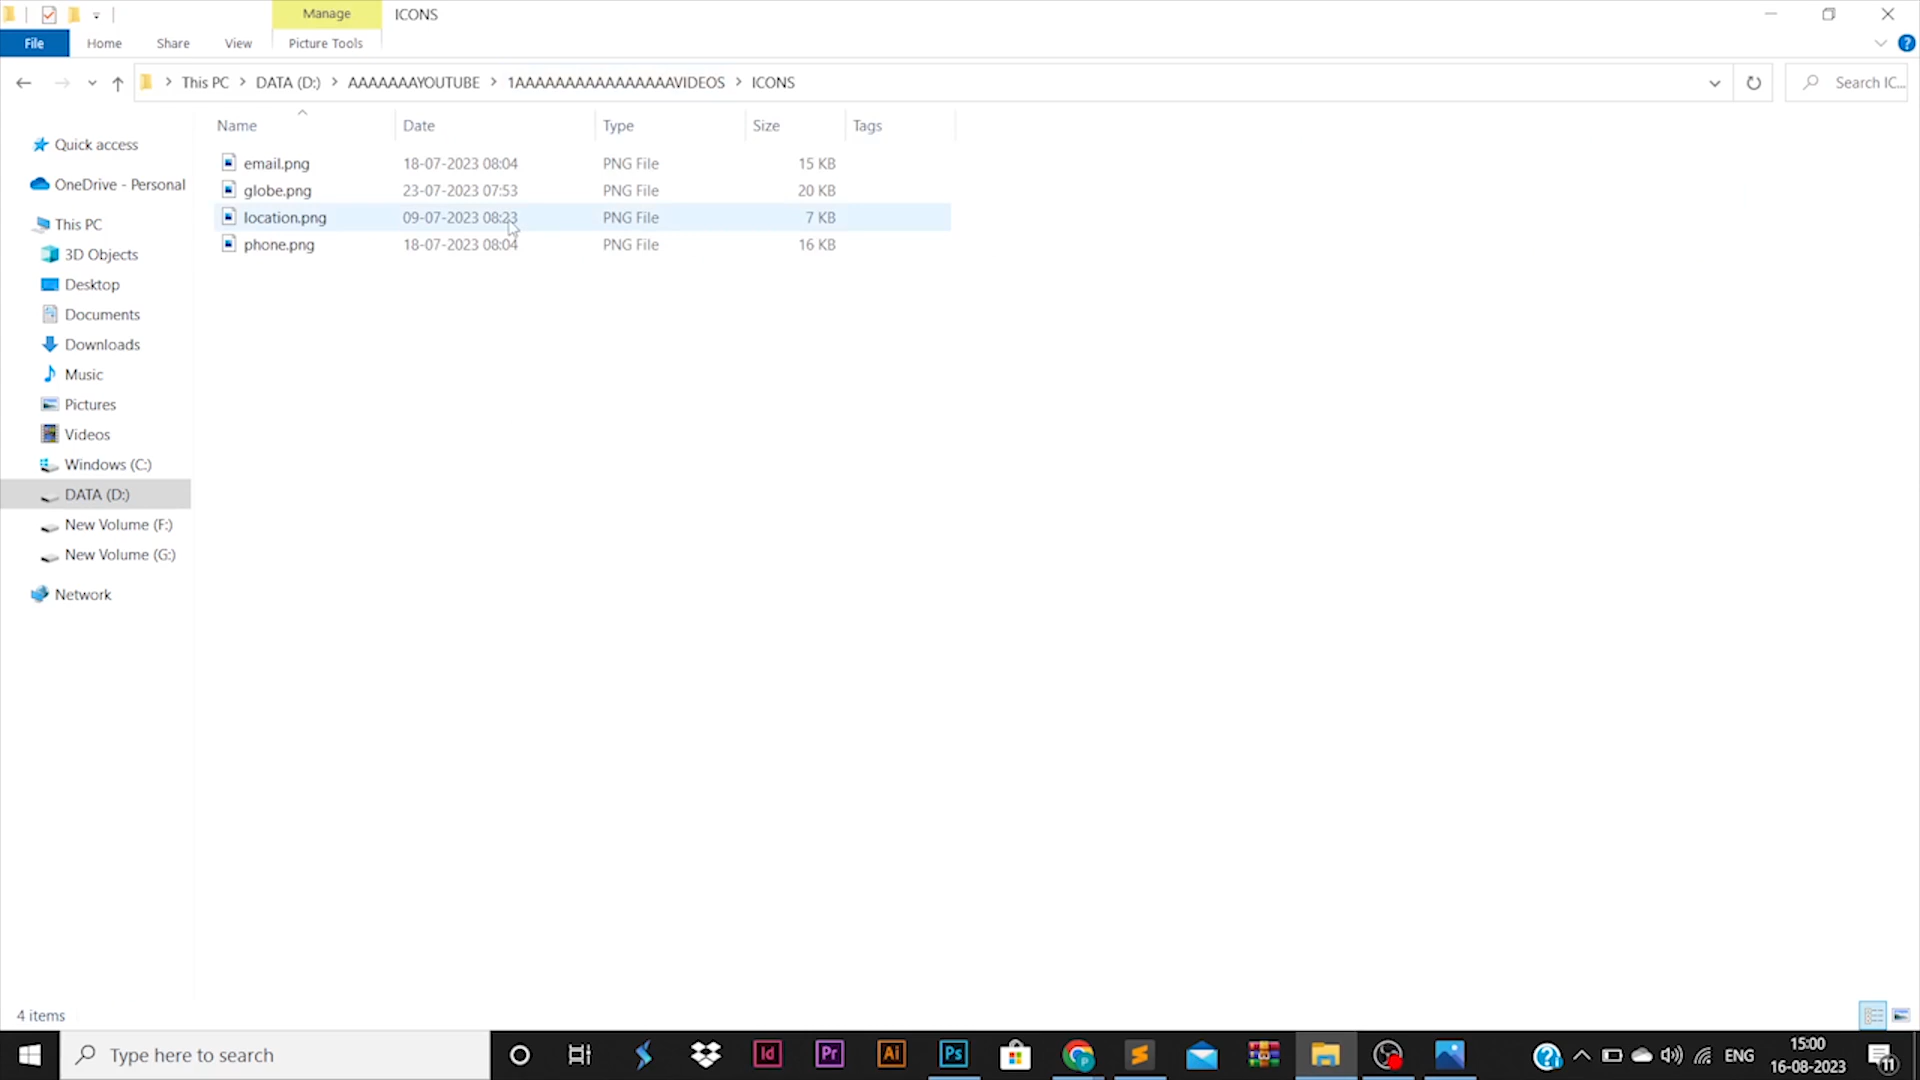 Manage ICONS
File Home Share View Picture Tools
This PC DATA (D:) AAAAAAAYOUTUBE 1AAAAAAAAAAAAAAAAVIDEOS ICONS Search IC...
Name Date Type Size Tags
Quick access
OneDrive - Personal
This PC
3D Objects
Desktop
Documents
Downloads
Music
Pictures
Videos
Windows (C:)
DATA (D:)
New Volume (F:)
New Volume (G:)
Network
email.png 18-07-2023 08:04 PNG File 15 KB
globe.png 23-07-2023 07:53 PNG File 20 KB
location.png 09-07-2023 08:23 PNG File 7 KB
phone.png 18-07-2023 08:04 PNG File 16 KB
4 items
Type here to search
Id Pr Ai Ps
ENG
15:00
16-08-2023
11